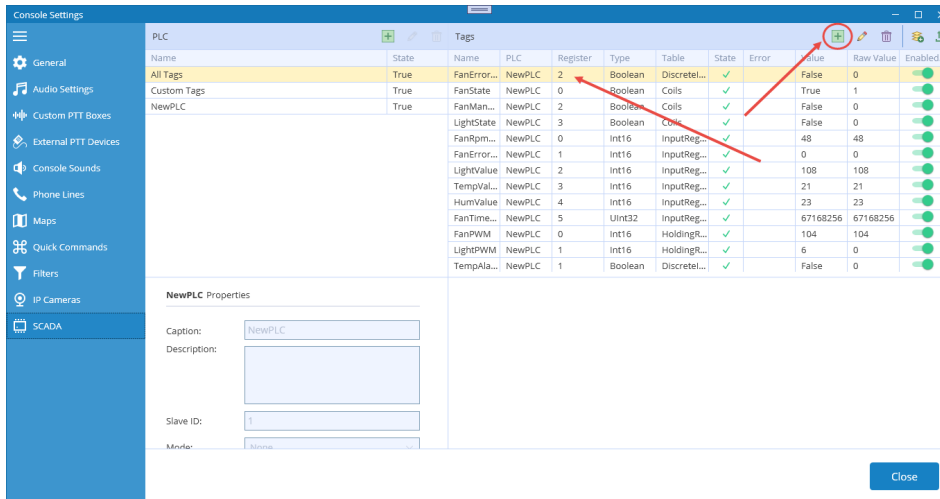 Console Settings
PLC
Tags
Name State
All Tags True
Custom Tags True
NewPLC True
Name PLC Register Type Table State Error Value Raw Value Enabled
FanError... NewPLC 2 Boolean DiscreteI... False 0
FanState NewPLC 0 Boolean Coils True 1
FanMan... NewPLC 2 Boolean Coils False 0
LightState NewPLC 3 Boolean Coils False 0
FanRpm... NewPLC 0 Int16 InputReg... 48 48
FanError... NewPLC 1 Int16 InputReg... 0 0
LightValue NewPLC 2 Int16 InputReg... 108 108
TempVal... NewPLC 3 Int16 InputReg... 21 21
HumValue NewPLC 4 Int16 InputReg... 23 23
FanTime... NewPLC 5 UInt32 InputReg... 67168256 67168256
FanPWM NewPLC 0 Int16 HoldingR... 104 104
LightPWM NewPLC 1 Int16 HoldingR... 6 0
TempAla... NewPLC 1 Boolean DiscreteI... False 0
General
Audio Settings
Custom PTT Boxes
External PTT Devices
Console Sounds
Phone Lines
Maps
Quick Commands
Filters
IP Cameras
SCADA
NewPLC Properties
Caption: NewPLC
Description:
Slave ID: 1
Mode: None
Close